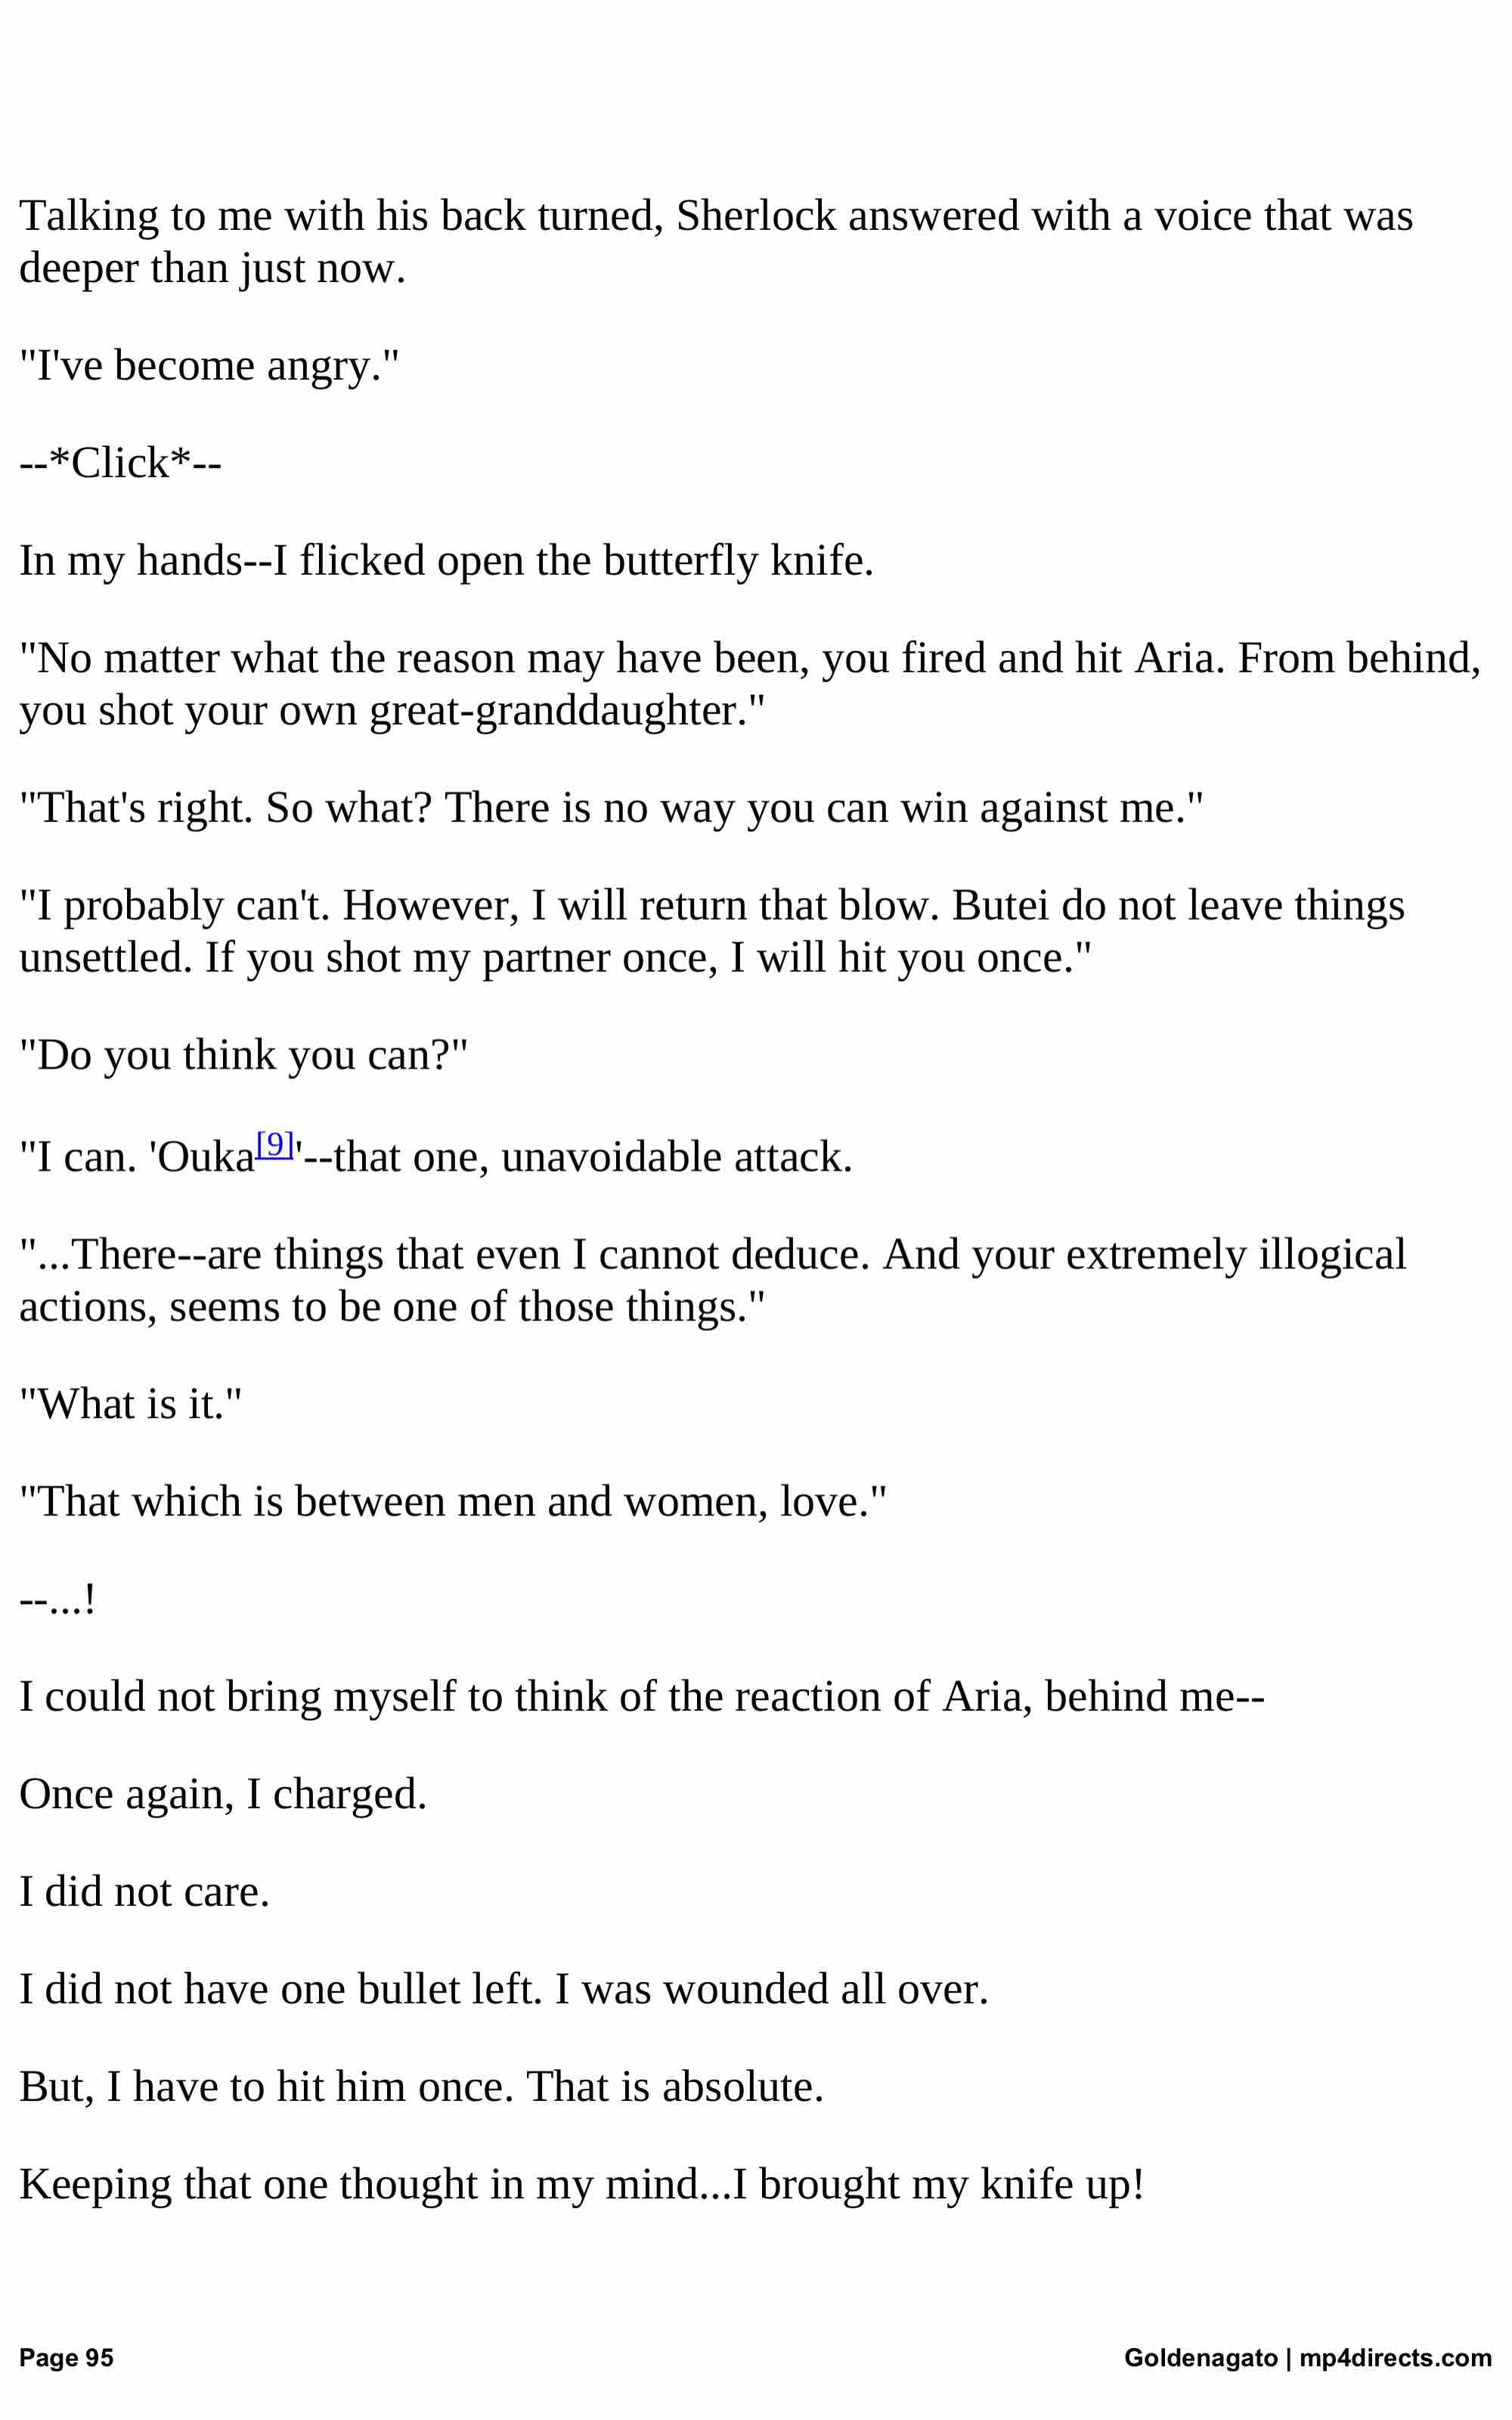 Talking to me with his back turned, Sherlock answered with a voice that was
deeper than just now.
"I've become angry."
--*Click*--
In my hands--I flicked open the butterfly knife.
"No matter what the reason may have been, you fired and hit Aria. From behind,
you shot your own great-granddaughter."
"That's right. So what? There is no way you can win against me."
"I probably can't. However, I will return that blow. Butei do not leave things
unsettled. If you shot my partner once, I will hit you once."
"Do you think you can?"
"I can. 'Ouka[9]'--that one, unavoidable attack.
"...There--are things that even I cannot deduce. And your extremely illogical
actions, seems to be one of those things."
"What is it."
"That which is between men and women, love."
--...!
I could not bring myself to think of the reaction of Aria, behind me--
Once again, I charged.
I did not care.
I did not have one bullet left. I was wounded all over.
But, I have to hit him once. That is absolute.
Keeping that one thought in my mind...I brought my knife up!
Page 95 Goldenagato | mp4directs.com